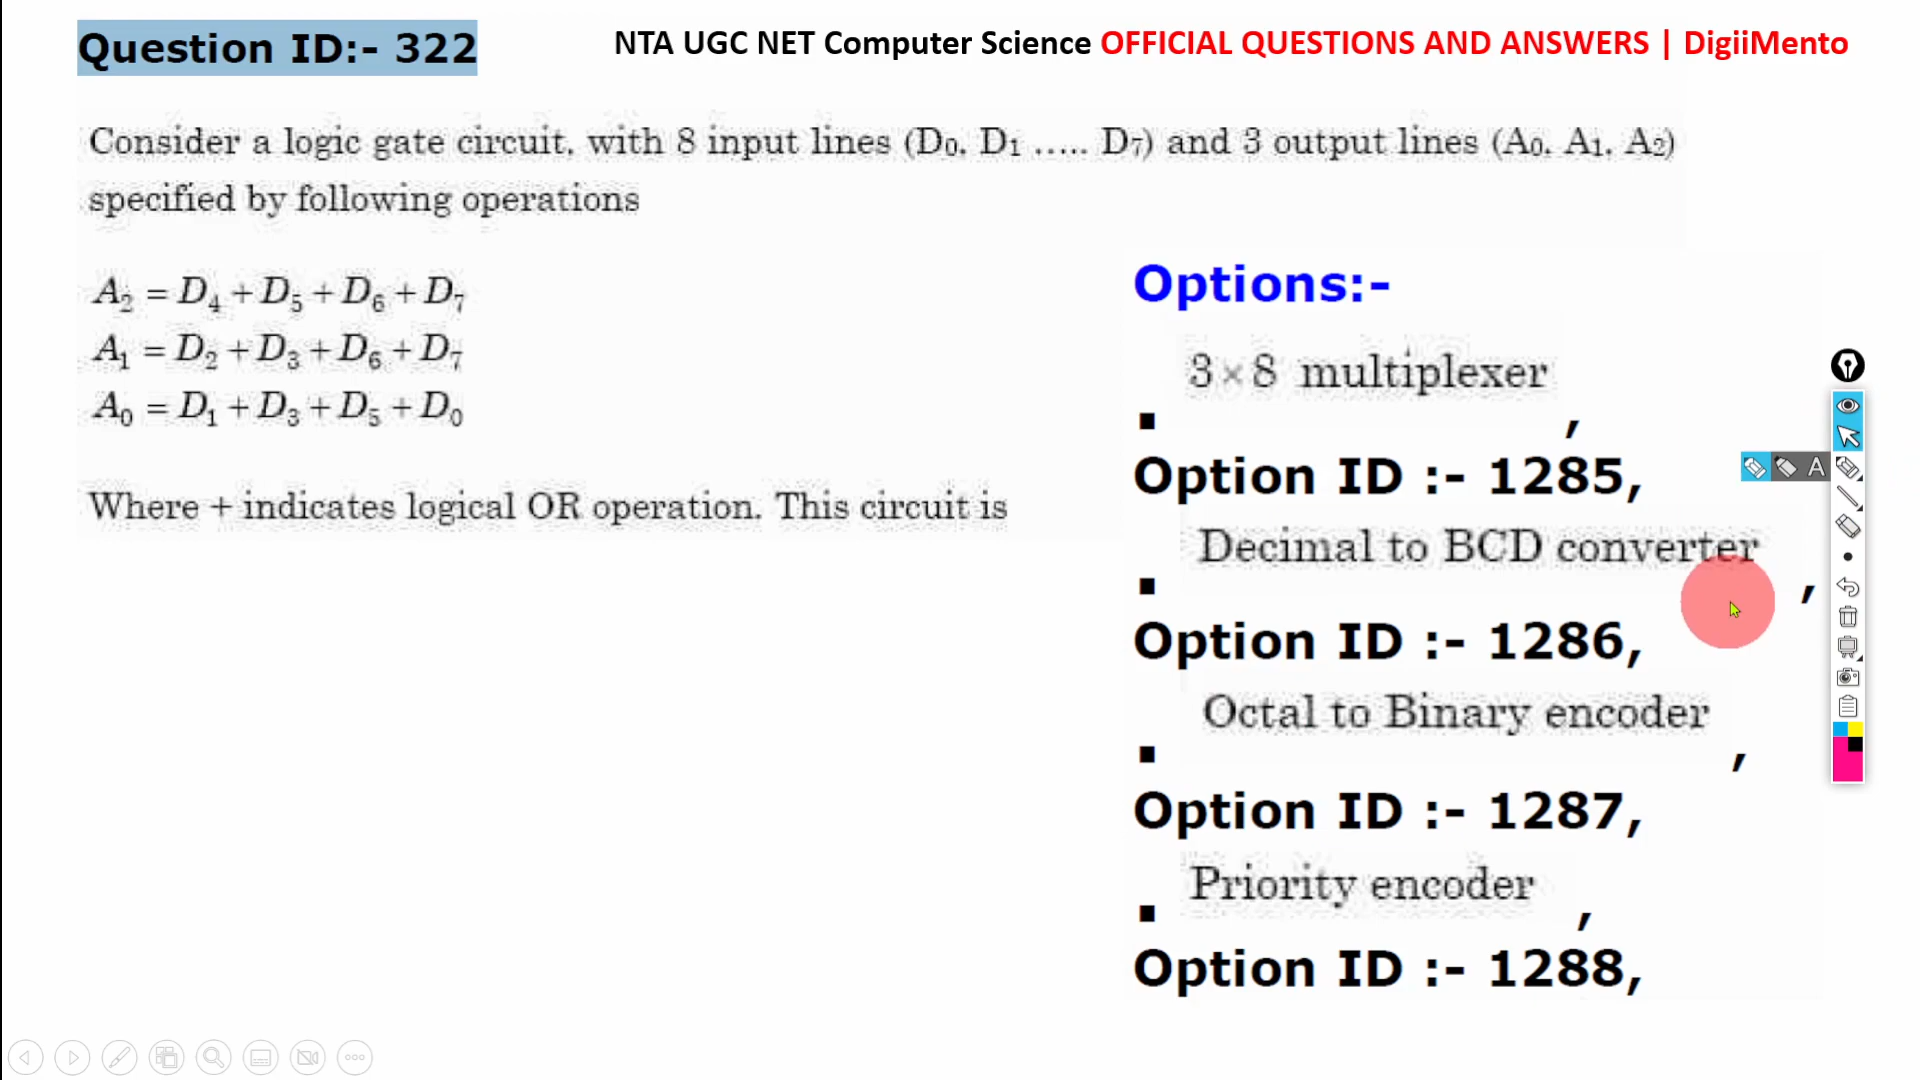 Question ID:- 322
NTA UGC NET Computer Science OFFICIAL QUESTIONS AND ANSWERS | DigiiMento
Consider a logic gate circuit, with 8 input lines (D₀, D₁ ..... D₇) and 3 output lines (A₀, A₁, A₂)
specified by following operations
A₂ = D₄ + D₅ + D₆ + D₇
A₁ = D₂ + D₃ + D₆ + D₇
A₀ = D₁ + D₃ + D₅ + D₀
Where + indicates logical OR operation. This circuit is
Options:-
3 × 8 multiplexer
,
Option ID :- 1285,
Decimal to BCD converter
,
Option ID :- 1286,
Octal to Binary encoder
,
Option ID :- 1287,
Priority encoder
,
Option ID :- 1288,
A